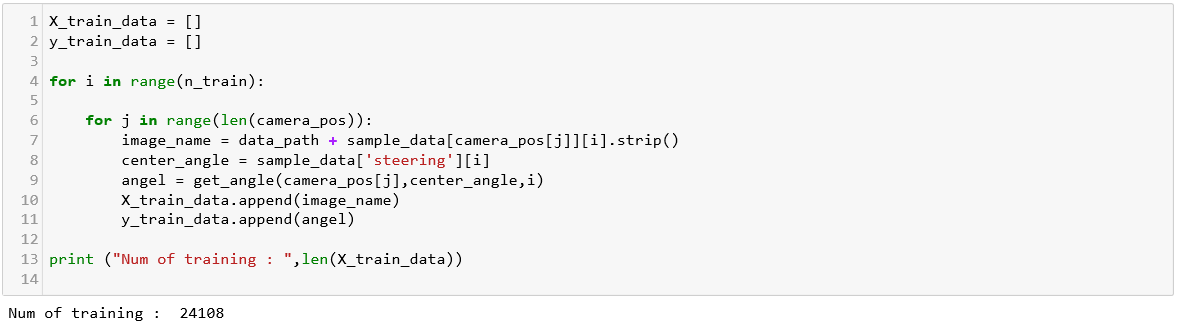 1 X_train_data = []
2 y_train_data = []
3
4 for i in range(n_train):
5
6     for j in range(len(camera_pos)):
7         image_name = data_path + sample_data[camera_pos[j]][i].strip()
8         center_angle = sample_data['steering'][i]
9         angel = get_angle(camera_pos[j],center_angle,i)
10         X_train_data.append(image_name)
11         y_train_data.append(angel)
12
13 print ("Num of training : ",len(X_train_data))
14
Num of training :  24108